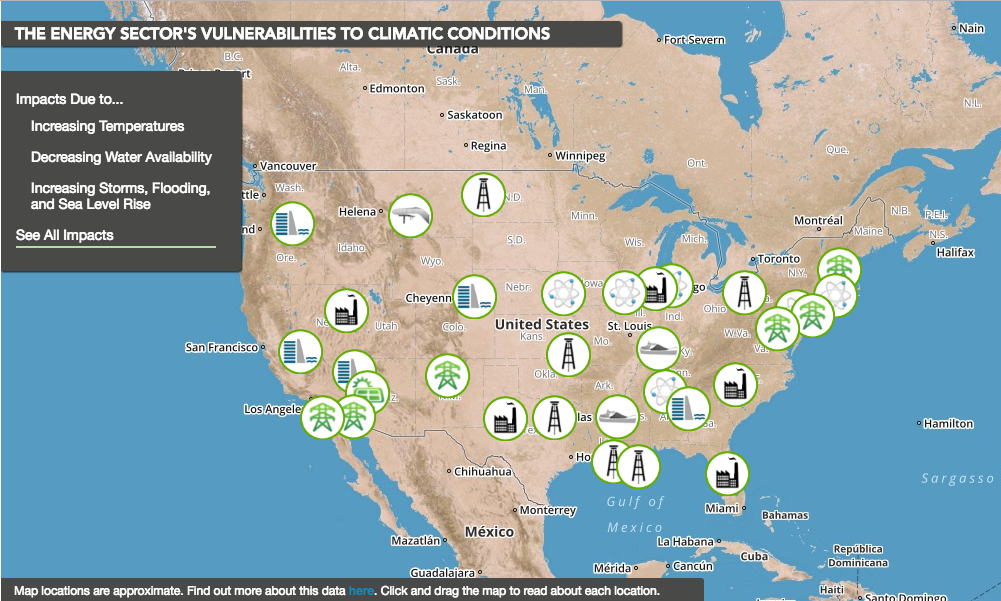 THE ENERGY SECTOR'S VULNERABILITIES TO CLIMATIC CONDITIONS
Impacts Due to...
Increasing Temperatures
Decreasing Water Availability
Increasing Storms, Flooding,
and Sea Level Rise
See All Impacts
Canada
Nain
Fort Severn
B.C.
Alta.
Edmonton
Sask.
Man.
N.L.
Saskatoon
Regina
Winnipeg
Ont.
Que.
Vancouver
Wash.
Helena
N.D.
Minn.
Montréal
N.B.
P.E.I.
Maine
N.S.
Halifax
Ore.
Idaho
S.D.
Wis.
Mich.
Toronto
N.Y.
Wyo.
Nebr.
Ohio
Ind.
Utah
Colo.
United States
St. Louis
W.Va.
Va.
Kans.
Mo.
Ky.
San Francisco
Okla.
Ark.
Hamilton
Chihuahua
Sargasso
Gulf of
Mexico
Monterrey
Miami
Bahamas
México
Mazatlán
La Habana
Cuba
República
Dominicana
Guadalajara
Mérida
Cancún
Haiti
Santo Domingo
Map locations are approximate. Find out more about this data here. Click and drag the map to read about each location.